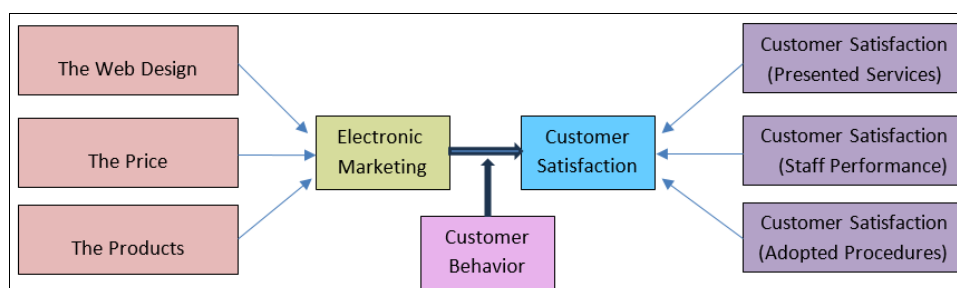 The Web Design
The Price
The Products
Electronic
Marketing
Customer
Behavior
Customer
Satisfaction
Customer Satisfaction
(Presented Services)
Customer Satisfaction
(Staff Performance)
Customer Satisfaction
(Adopted Procedures)